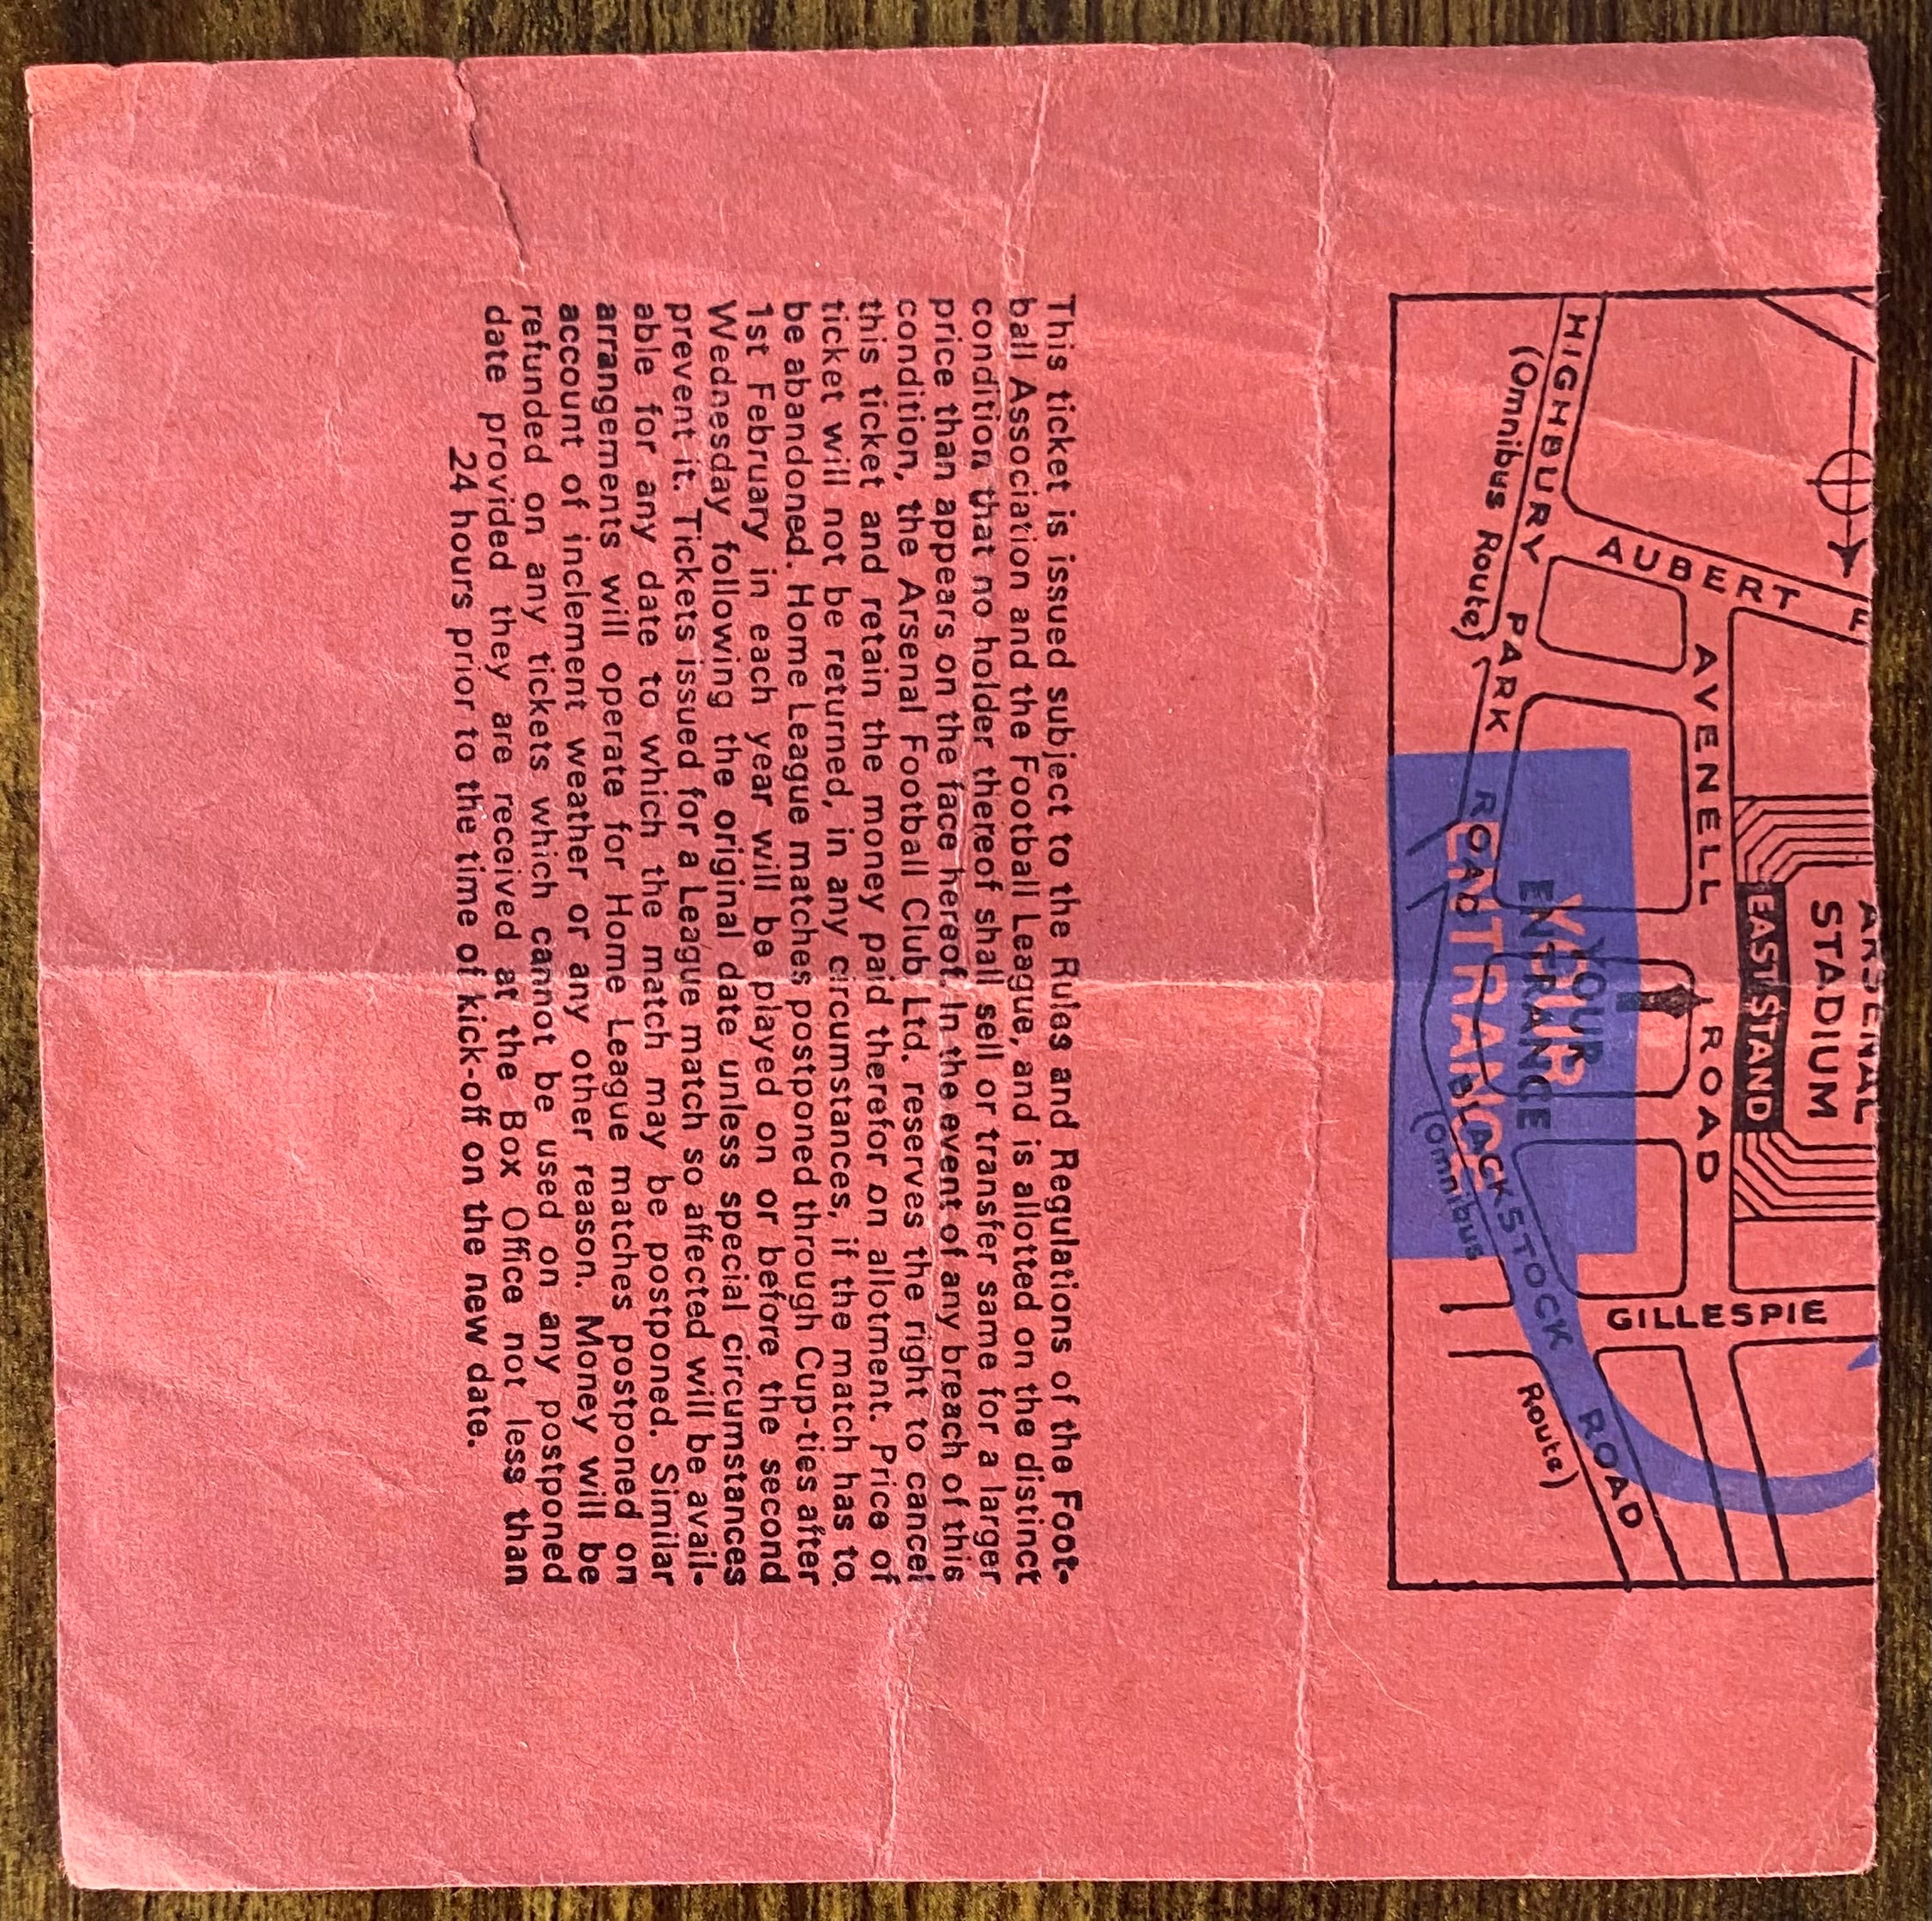 ARSENAL
STADIUM
EAST STAND
AUBERT
AVENELL ROAD
GILLESPIE
HIGHBURY PARK
(Omnibus Route)
ROAD
YOUR
ENTRANCE
YOUR
ENTRANCE
BLACKSTOCK ROAD
(Omnibus Route)
This ticket is issued subject to the Rules and Regulations of the Foot-
ball Association and the Football League, and is allotted on the distinct
condition that no holder thereof shall sell or transfer same for a larger
price than appears on the face hereof. In the event of any breach of this
condition, the Arsenal Football Club Ltd. reserves the right to cancel
this ticket and retain the money paid therefor on allotment. Price of
ticket will not be returned, in any circumstances, if the match has to
be abandoned. Home League matches postponed through Cup-ties after
1st February in each year will be played on or before the second
Wednesday following the original date unless special circumstances
prevent it. Tickets issued for a League match so affected will be avail-
able for any date to which the match may be postponed. Similar
arrangements will operate for Home League matches postponed on
account of inclement weather or any other reason. Money will be
refunded on any tickets which cannot be used on any postponed
date provided they are received at the Box Office not less than
24 hours prior to the time of kick-off on the new date.